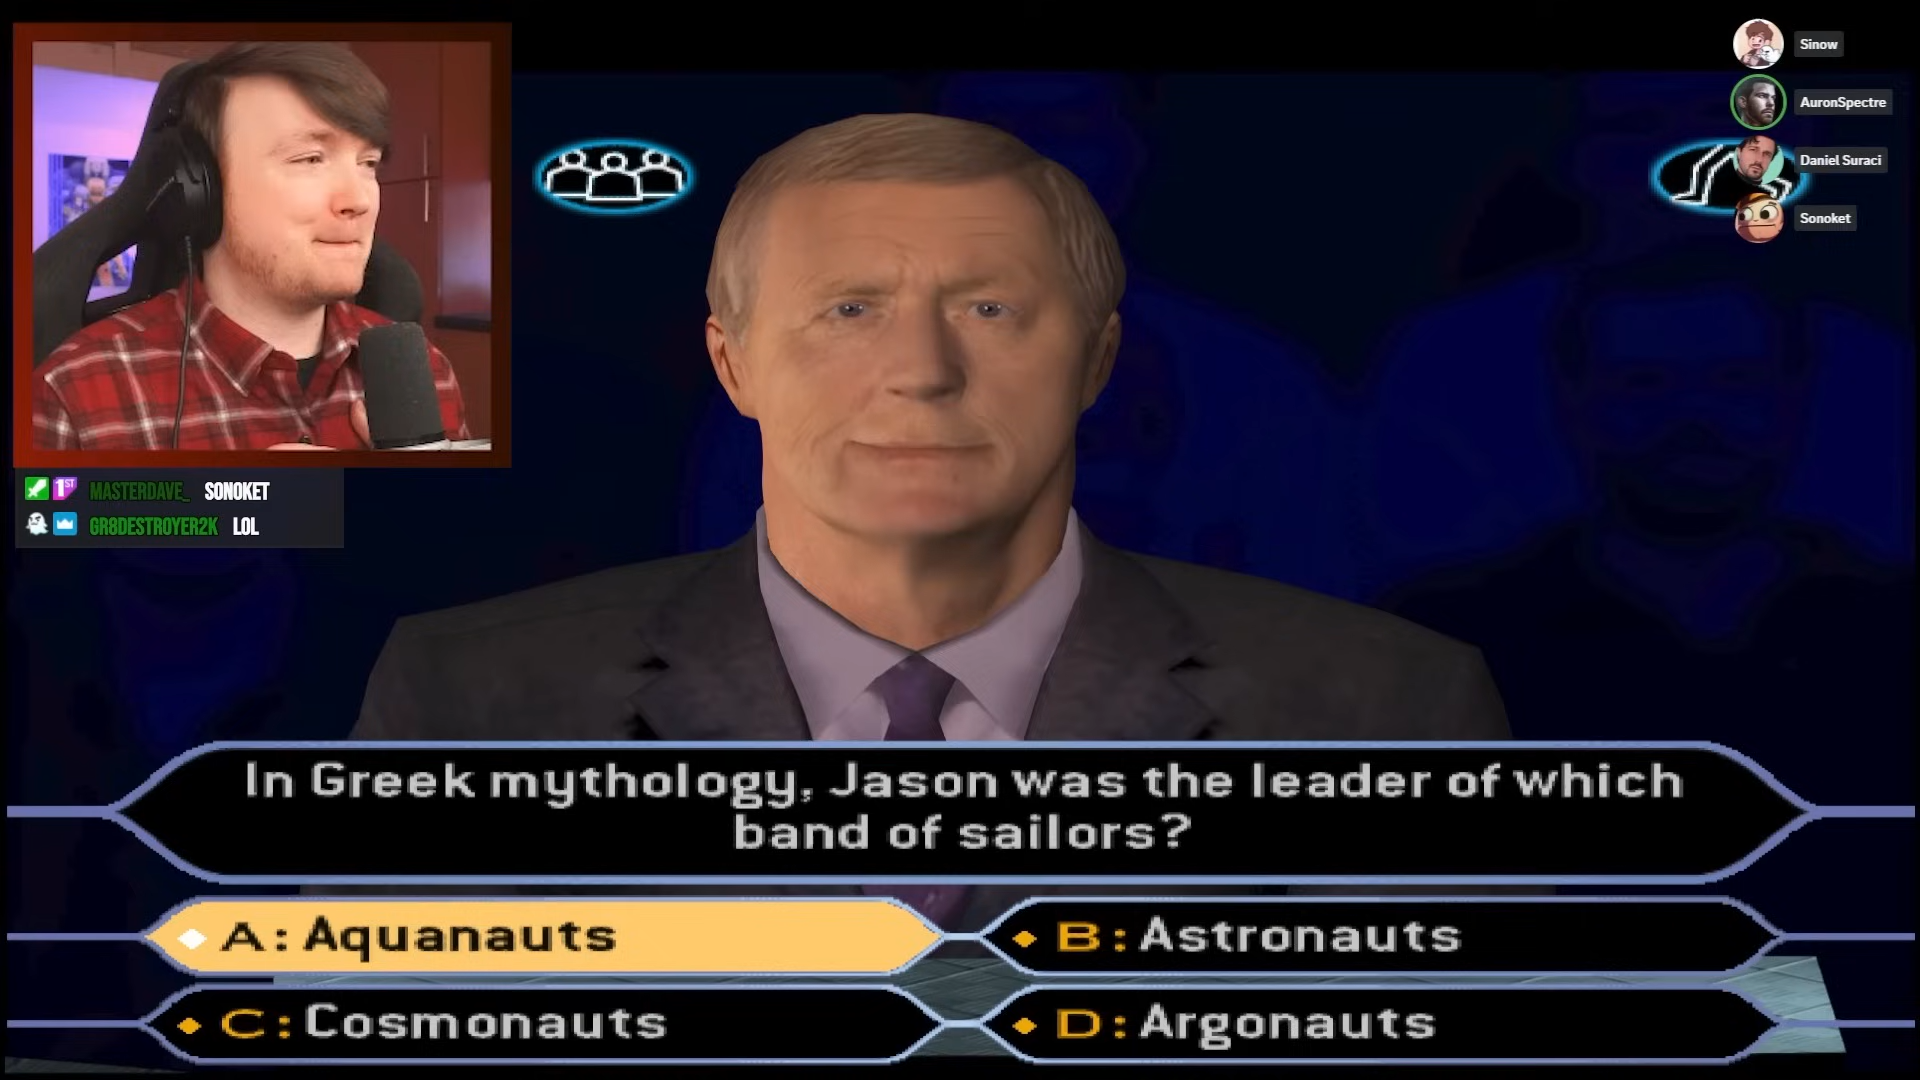 Sinow
AuronSpectre
Daniel Suraci
Sonoket
1ST MASTERDAVE_ SONOKET
GR8DESTROYER2K LOL
In Greek mythology, Jason was the leader of which
band of sailors?
A: Aquanauts
B: Astronauts
C: Cosmonauts
D: Argonauts